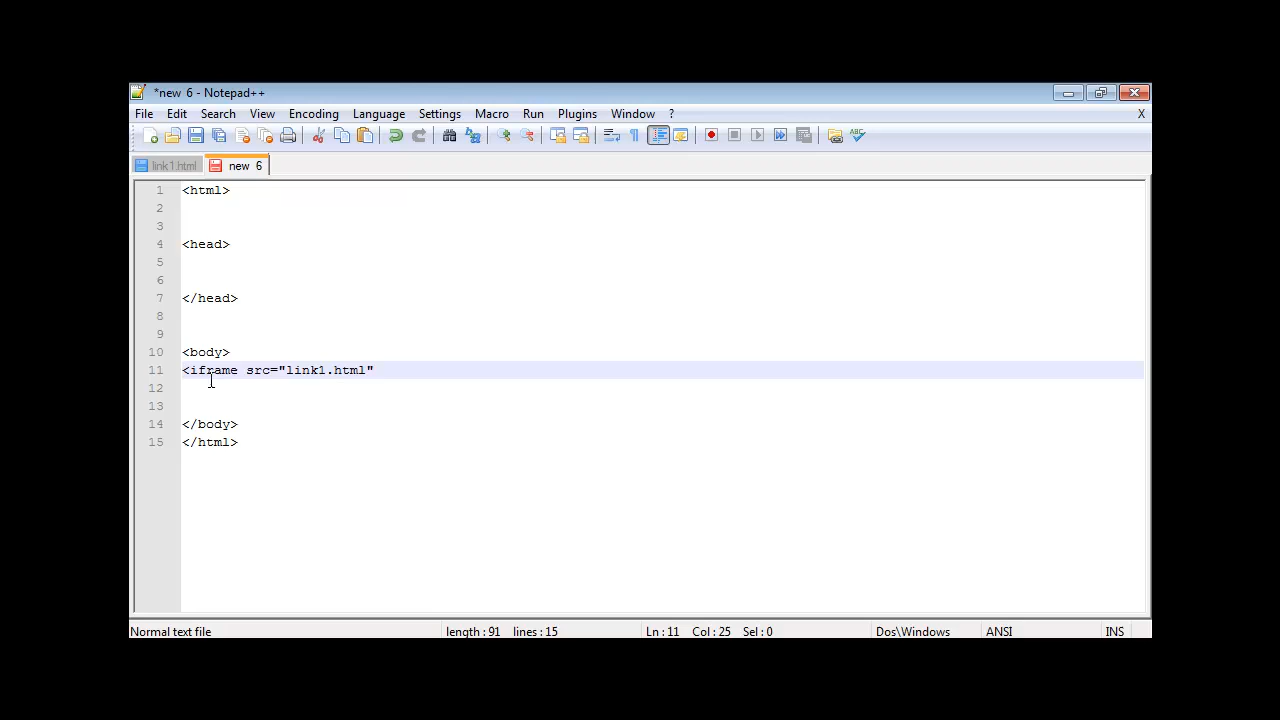 *new 6 - Notepad++
File Edit Search View Encoding Language Settings Macro Run Plugins Window ? X
link1.html new 6
1 <html>
2
3
4 <head>
5
6
7 </head>
8
9
10 <body>
11 <iframe src="link1.html"
12
13
14 </body>
15 </html>
Normal text file length : 91 lines : 15 Ln : 11 Col : 25 Sel : 0 Dos\Windows ANSI INS